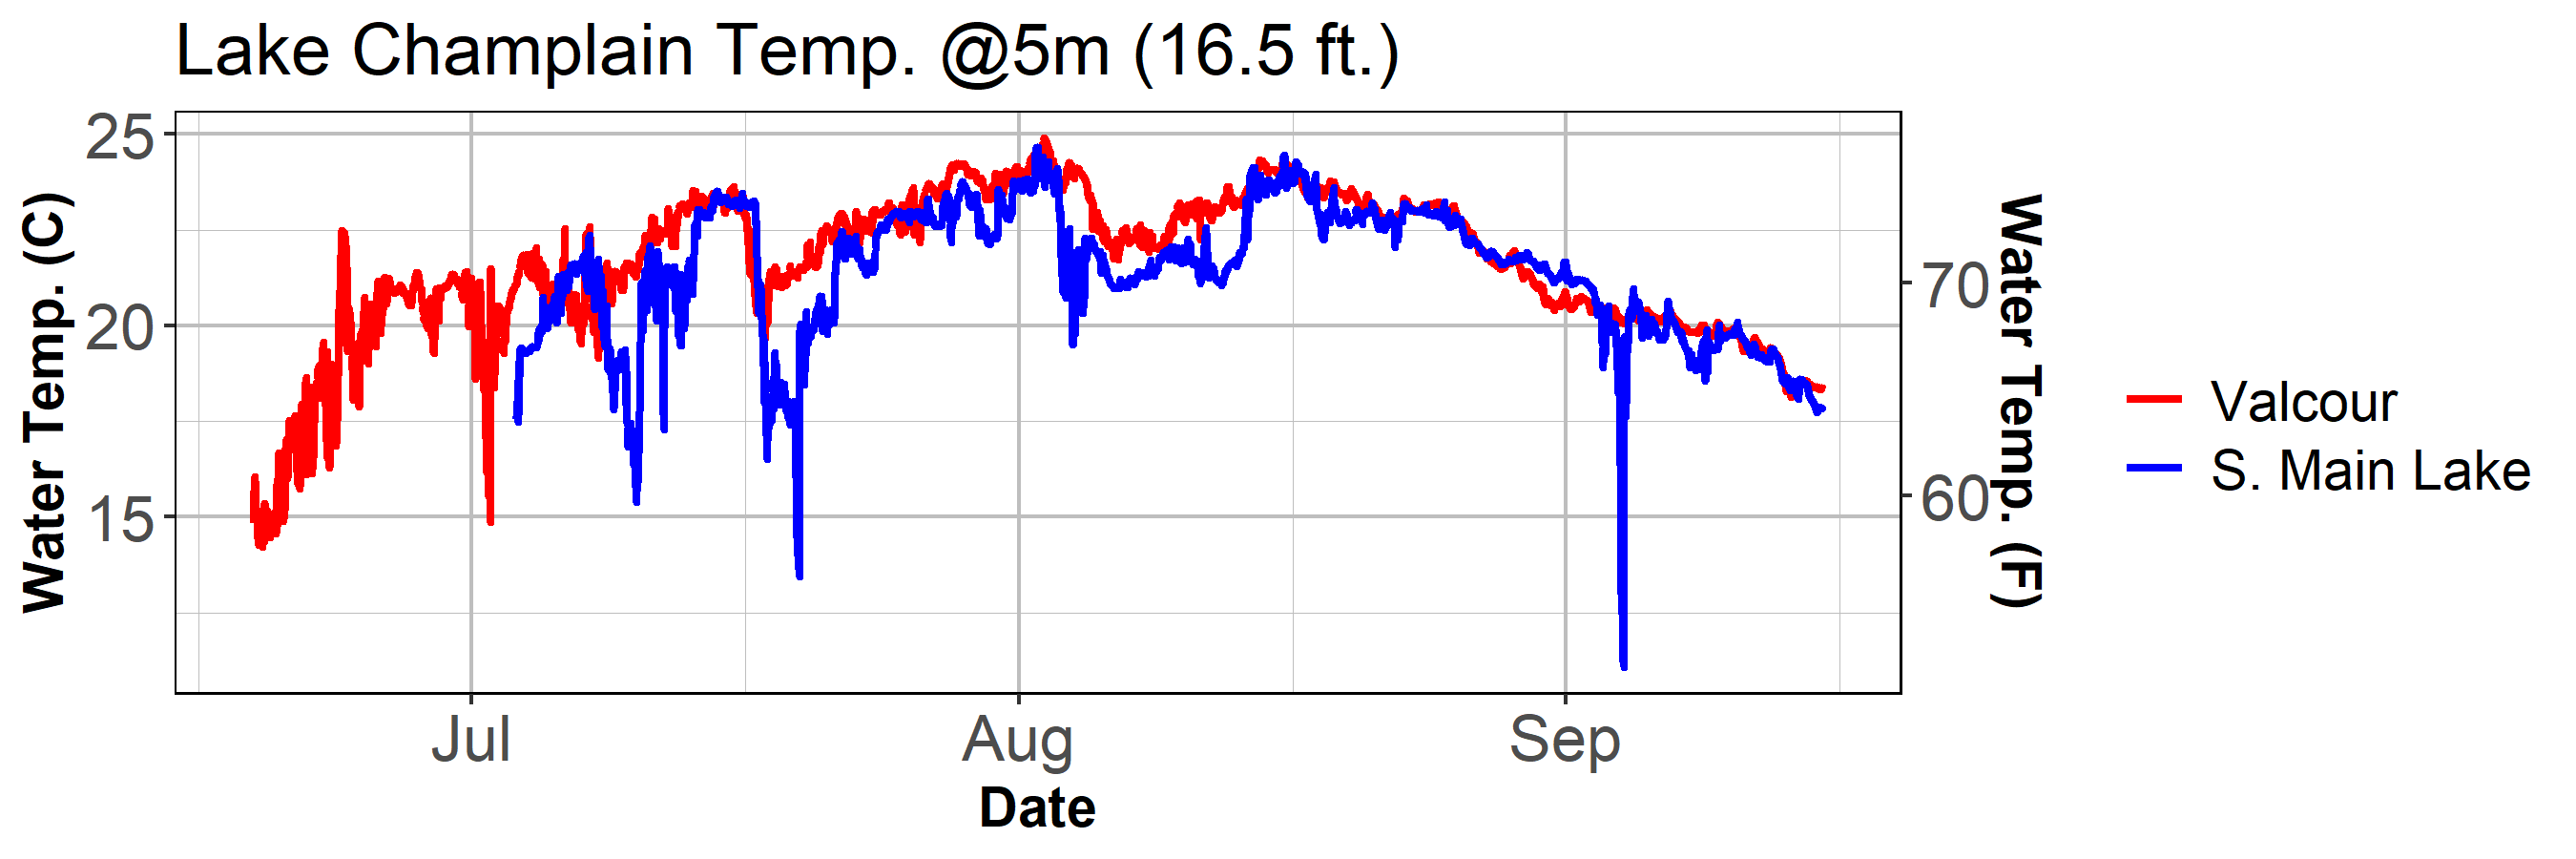 Lake Champlain Temp. @5m (16.5 ft.)
Water Temp. (C)
25
20
15
Jul
Aug
Sep
Date
70
60
Water Temp. (F)
Valcour
S. Main Lake